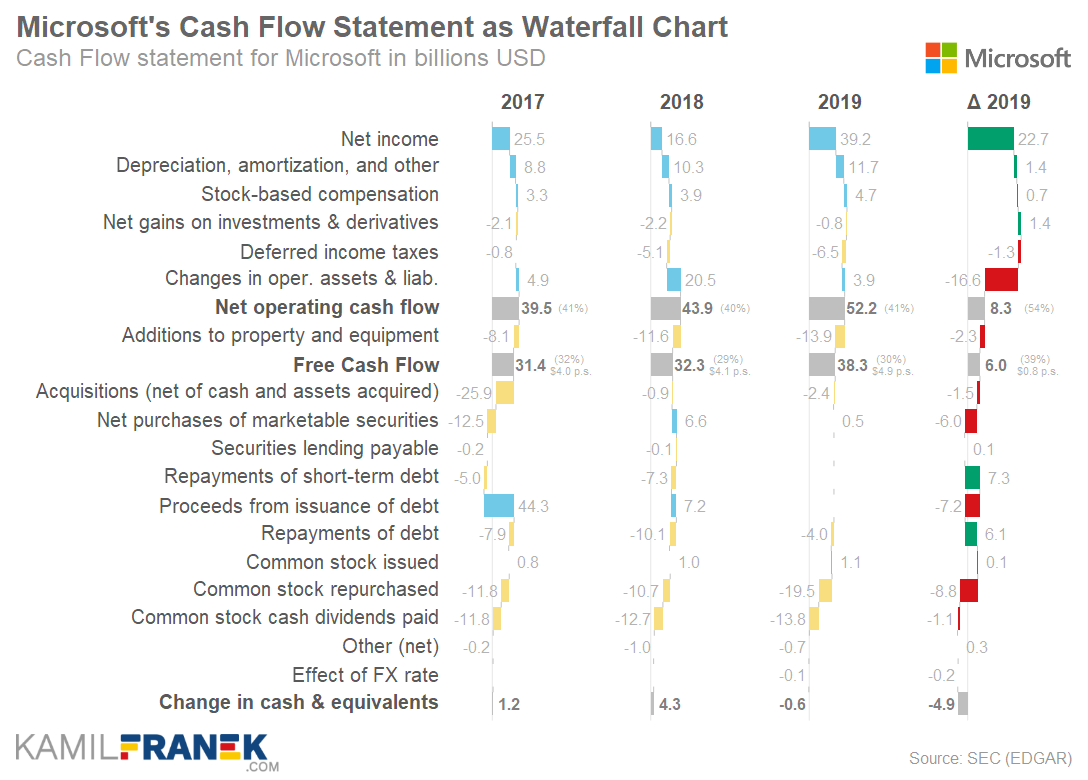 Microsoft's Cash Flow Statement as Waterfall Chart
Cash Flow statement for Microsoft in billions USD
Microsoft
2017 2018 2019 Δ 2019
Net income 25.5 16.6 39.2 22.7
Depreciation, amortization, and other 8.8 10.3 11.7 1.4
Stock-based compensation 3.3 3.9 4.7 0.7
Net gains on investments & derivatives -2.1 -2.2 -0.8 1.4
Deferred income taxes -0.8 -5.1 -6.5 -1.3
Changes in oper. assets & liab. 4.9 20.5 3.9 -16.6
Net operating cash flow 39.5 (41%) 43.9 (40%) 52.2 (41%) 8.3 (54%)
Additions to property and equipment -8.1 -11.6 -13.9 -2.3
Free Cash Flow 31.4 (32%) $4.0 p.s. 32.3 (29%) $4.1 p.s. 38.3 (30%) $4.9 p.s. 6.0 (39%) $0.8 p.s.
Acquisitions (net of cash and assets acquired) -25.9 -0.9 -2.4 -1.5
Net purchases of marketable securities -12.5 6.6 0.5 -6.0
Securities lending payable -0.2 -0.1 0.1
Repayments of short-term debt -5.0 -7.3 7.3
Proceeds from issuance of debt 44.3 7.2 -7.2
Repayments of debt -7.9 -10.1 -4.0 6.1
Common stock issued 0.8 1.0 1.1 0.1
Common stock repurchased -11.8 -10.7 -19.5 -8.8
Common stock cash dividends paid -11.8 -12.7 -13.8 -1.1
Other (net) -0.2 -1.0 -0.7 0.3
Effect of FX rate -0.1 -0.2
Change in cash & equivalents 1.2 4.3 -0.6 -4.9
KAMILFRANEK.COM
Source: SEC (EDGAR)